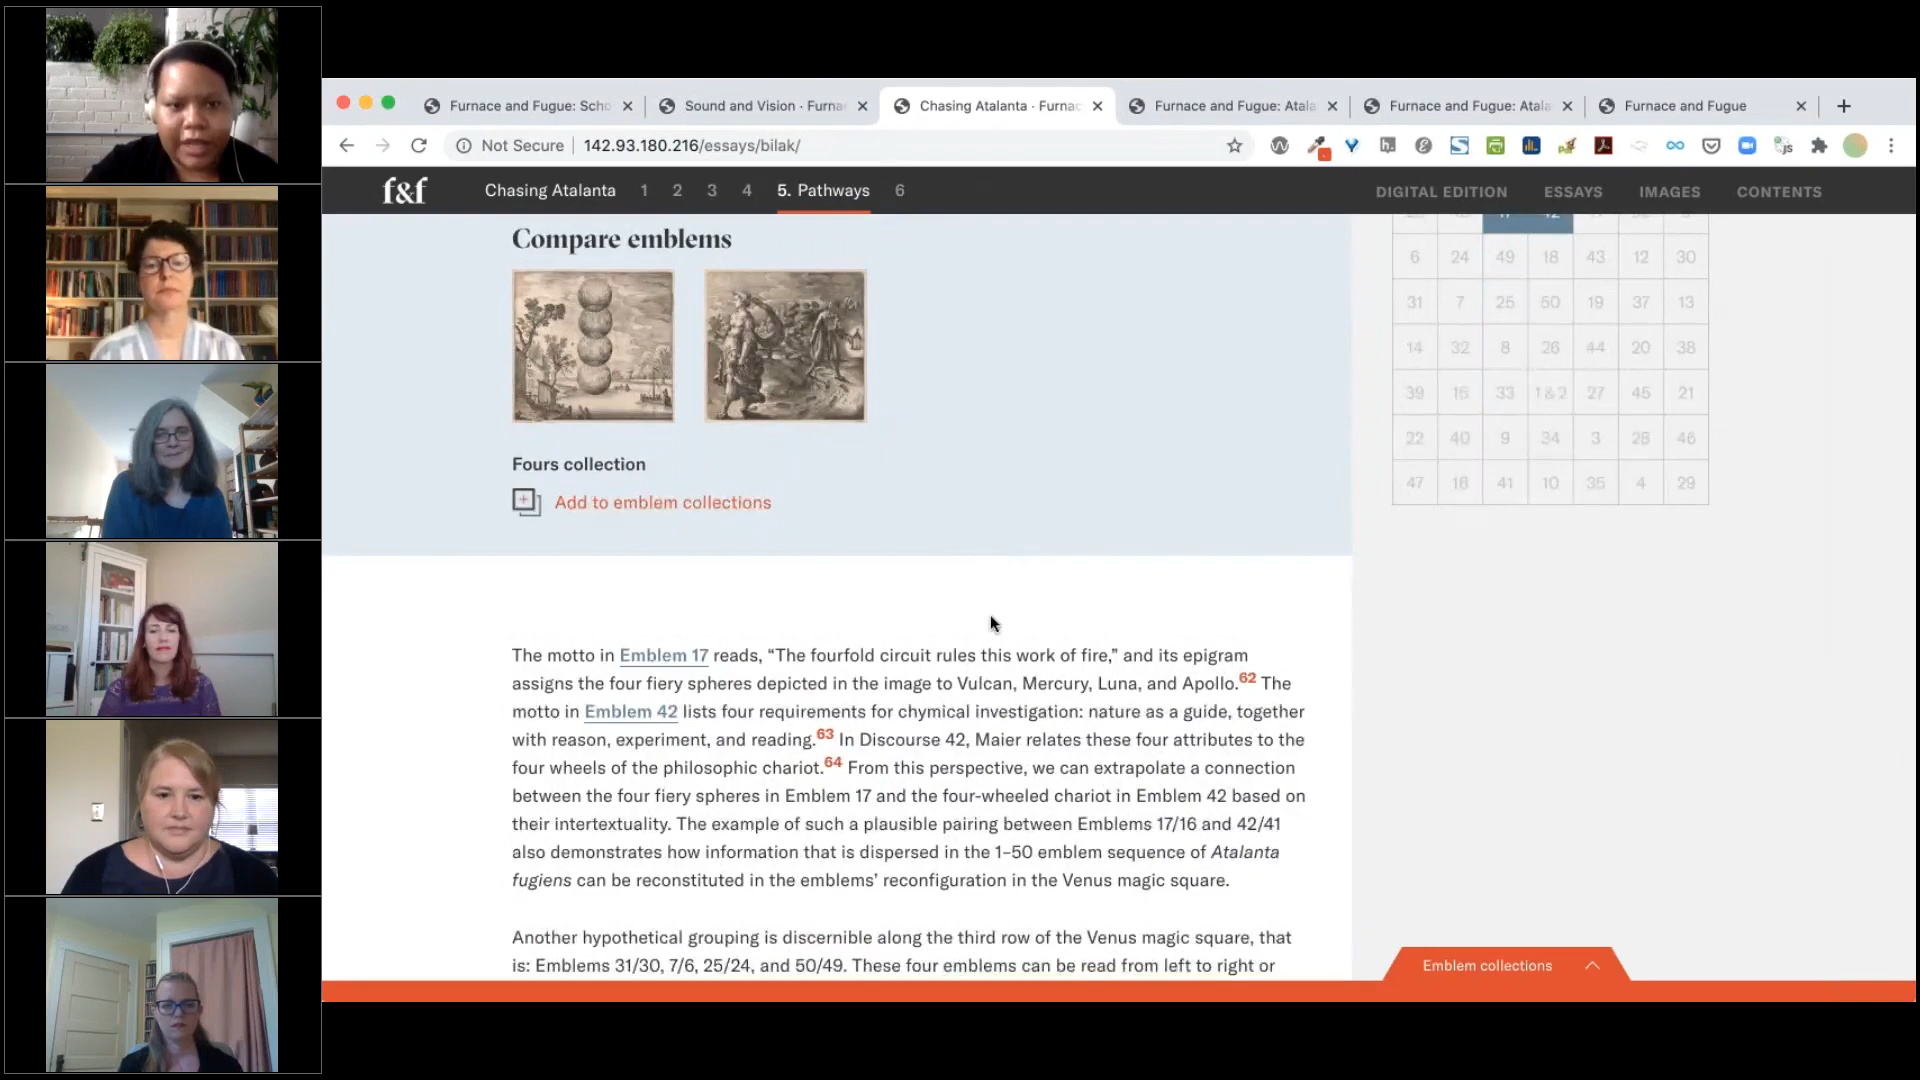 Furnace and Fugue: Scho
Sound and Vision · Furna
Chasing Atalanta · Furnac
Furnace and Fugue: Atala
Furnace and Fugue: Atala
Furnace and Fugue
Not Secure | 142.93.180.216/essays/bilak/
f&f
Chasing Atalanta 1 2 3 4 5. Pathways 6
DIGITAL EDITION ESSAYS IMAGES CONTENTS
Compare emblems
Fours collection
Add to emblem collections
The motto in Emblem 17 reads, “The fourfold circuit rules this work of fire,” and its epigram
assigns the four fiery spheres depicted in the image to Vulcan, Mercury, Luna, and Apollo.62 The
motto in Emblem 42 lists four requirements for chymical investigation: nature as a guide, together
with reason, experiment, and reading.63 In Discourse 42, Maier relates these four attributes to the
four wheels of the philosophic chariot.64 From this perspective, we can extrapolate a connection
between the four fiery spheres in Emblem 17 and the four-wheeled chariot in Emblem 42 based on
their intertextuality. The example of such a plausible pairing between Emblems 17/16 and 42/41
also demonstrates how information that is dispersed in the 1–50 emblem sequence of Atalanta
fugiens can be reconstituted in the emblems’ reconfiguration in the Venus magic square.
Another hypothetical grouping is discernible along the third row of the Venus magic square, that
is: Emblems 31/30, 7/6, 25/24, and 50/49. These four emblems can be read from left to right or
6 24 49 18 43 12 30
31 7 25 50 19 37 13
14 32 8 26 44 20 38
39 33 1 & 2 27 45 21
22 40 9 34 3 28 46
47 16 41 10 35 4 29
Emblem collections